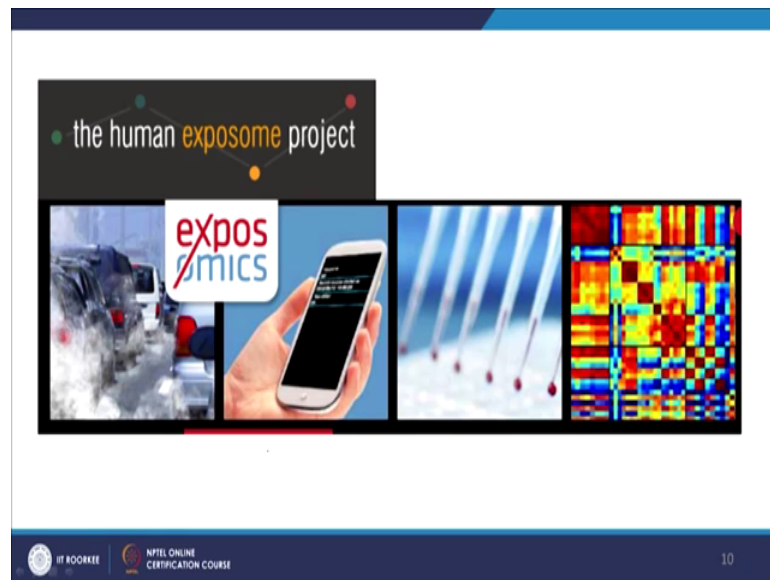 the human exposome project
expos
omics
IIT ROORKEE
NPTEL ONLINE
CERTIFICATION COURSE
10